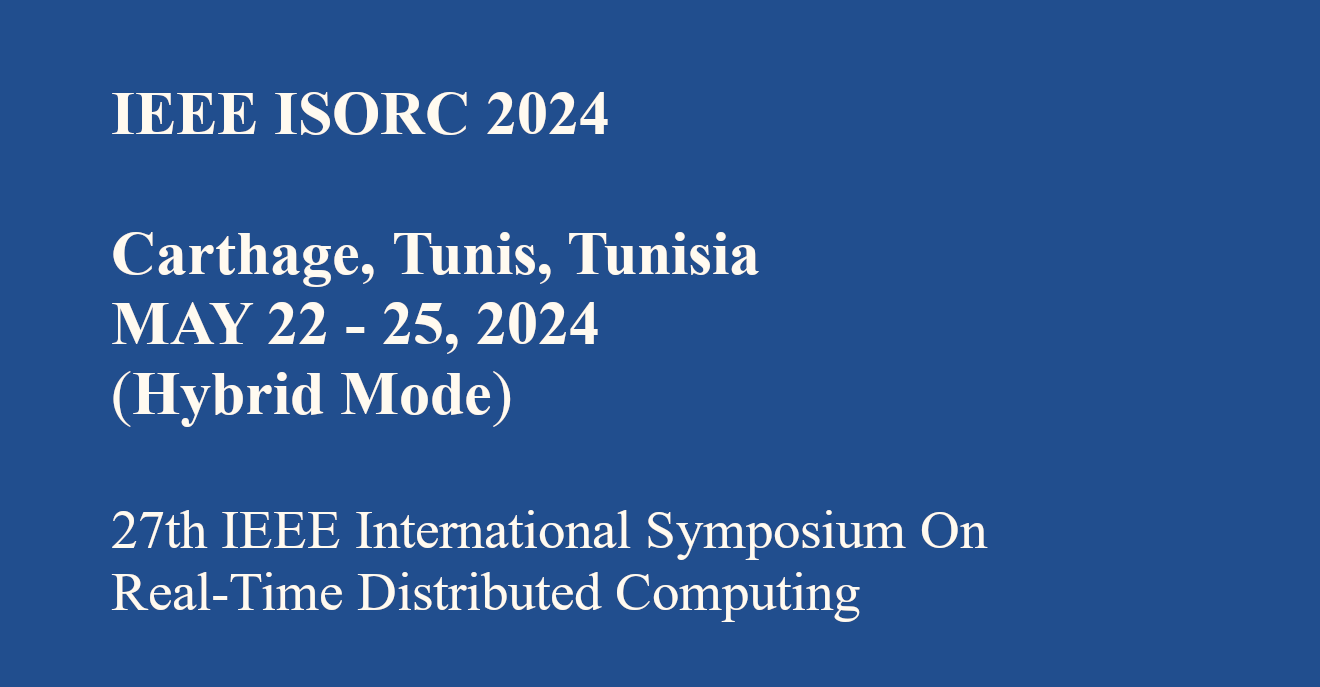 IEEE ISORC 2024
Carthage, Tunis, Tunisia
MAY 22 - 25, 2024
(Hybrid Mode)
27th IEEE International Symposium On
Real-Time Distributed Computing